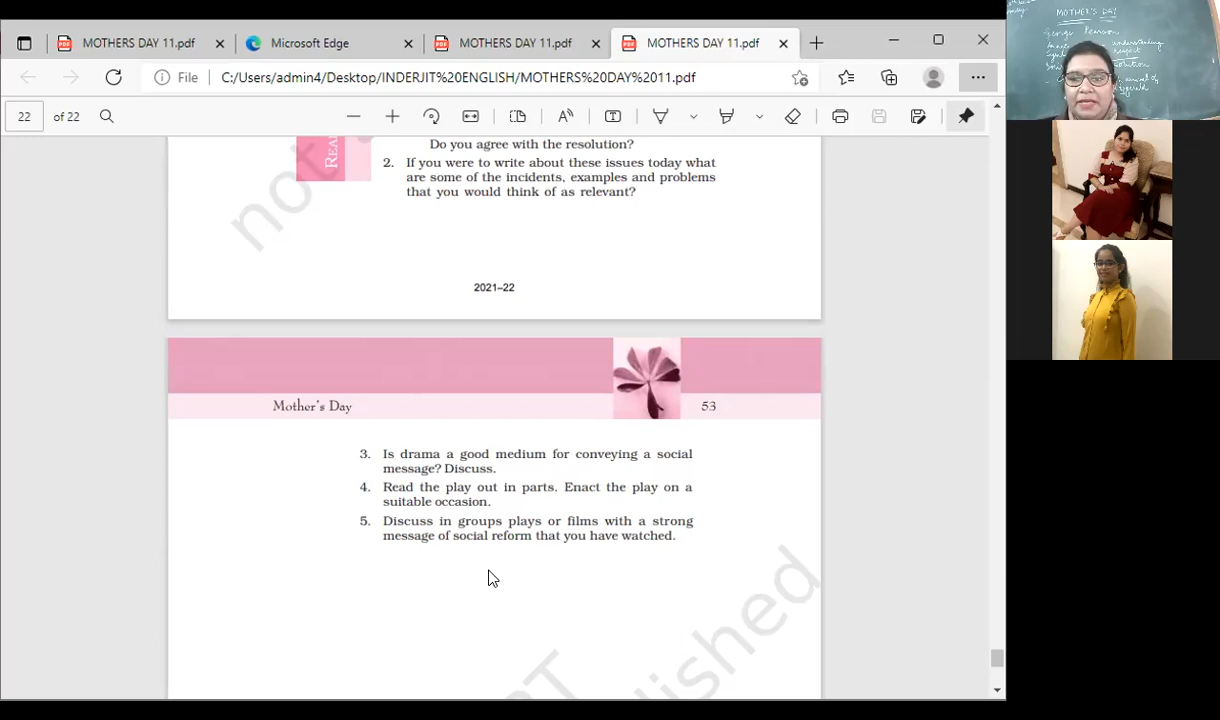 MOTHERS DAY 11.pdf
Microsoft Edge
MOTHERS DAY 11.pdf
MOTHERS DAY 11.pdf
File
C:/Users/admin4/Desktop/INDERJIT%20ENGLISH/MOTHERS%20DAY%2011.pdf
22
of 22
Do you agree with the resolution?
2. If you were to write about these issues today what
are some of the incidents, examples and problems
that you would think of as relevant?
2021–22
Mother's Day
53
3. Is drama a good medium for conveying a social
message? Discuss.
4. Read the play out in parts. Enact the play on a
suitable occasion.
5. Discuss in groups plays or films with a strong
message of social reform that you have watched.
MOTHER'S DAY
George Pearson
understanding